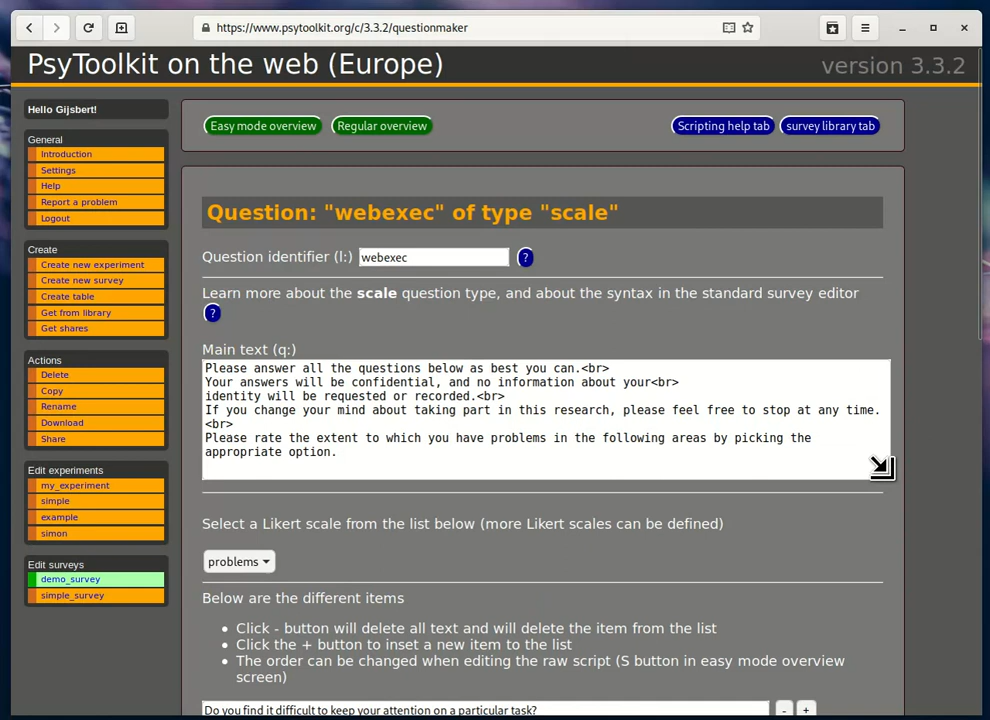 https://www.psytoolkit.org/c/3.3.2/questionmaker
PsyToolkit on the web (Europe)
version 3.3.2
Hello Gijsbert!
General
Introduction
Settings
Help
Report a problem
Logout
Create
Create new experiment
Create new survey
Create table
Get from library
Get shares
Actions
Delete
Copy
Rename
Download
Share
Edit experiments
my_experiment
simple
example
simon
Edit surveys
demo_survey
simple_survey
Easy mode overview
Regular overview
Scripting help tab
survey library tab
Question: "webexec" of type "scale"
Question identifier (l:)
webexec
?
Learn more about the scale question type, and about the syntax in the standard survey editor
?
Main text (q:)
Please answer all the questions below as best you can.<br>
Your answers will be confidential, and no information about your<br>
identity will be requested or recorded.<br>
If you change your mind about taking part in this research, please feel free to stop at any time.
<br>
Please rate the extent to which you have problems in the following areas by picking the
appropriate option.
Select a Likert scale from the list below (more Likert scales can be defined)
problems
Below are the different items
• Click - button will delete all text and will delete the item from the list
• Click the + button to inset a new item to the list
• The order can be changed when editing the raw script (S button in easy mode overview
screen)
Do you find it difficult to keep your attention on a particular task?
-
+